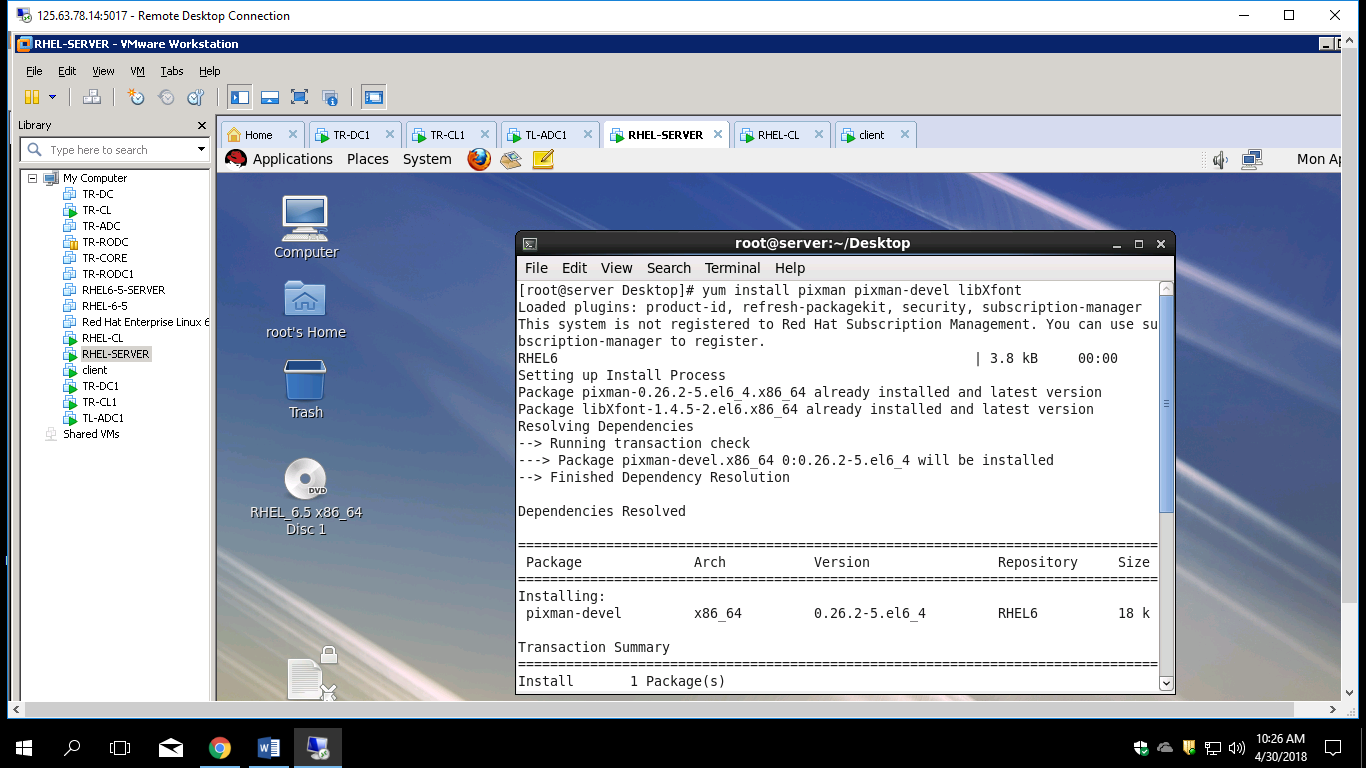 125.63.78.14:5017 - Remote Desktop Connection
RHEL-SERVER - VMware Workstation
File Edit View VM Tabs Help
Library
Type here to search
My Computer
TR-DC
TR-CL
TR-ADC
TR-RODC
TR-CORE
TR-RODC1
RHEL6-5-SERVER
RHEL-6-5
Red Hat Enterprise Linux 6
RHEL-CL
RHEL-SERVER
client
TR-DC1
TR-CL1
TL-ADC1
Shared VMs
Home TR-DC1 TR-CL1 TL-ADC1 RHEL-SERVER RHEL-CL client
Applications Places System Mon Ap
Computer
root's Home
Trash
DVD
RHEL_6.5 x86_64
Disc 1
root@server:~/Desktop
File Edit View Search Terminal Help
[root@server Desktop]# yum install pixman pixman-devel libXfont
Loaded plugins: product-id, refresh-packagekit, security, subscription-manager
This system is not registered to Red Hat Subscription Management. You can use su
bscription-manager to register.
RHEL6 | 3.8 kB 00:00
Setting up Install Process
Package pixman-0.26.2-5.el6_4.x86_64 already installed and latest version
Package libXfont-1.4.5-2.el6.x86_64 already installed and latest version
Resolving Dependencies
--> Running transaction check
---> Package pixman-devel.x86_64 0:0.26.2-5.el6_4 will be installed
--> Finished Dependency Resolution
Dependencies Resolved
================================================================================
Package Arch Version Repository Size
================================================================================
Installing:
pixman-devel x86_64 0.26.2-5.el6_4 RHEL6 18 k
Transaction Summary
================================================================================
Install 1 Package(s)
10:26 AM
4/30/2018